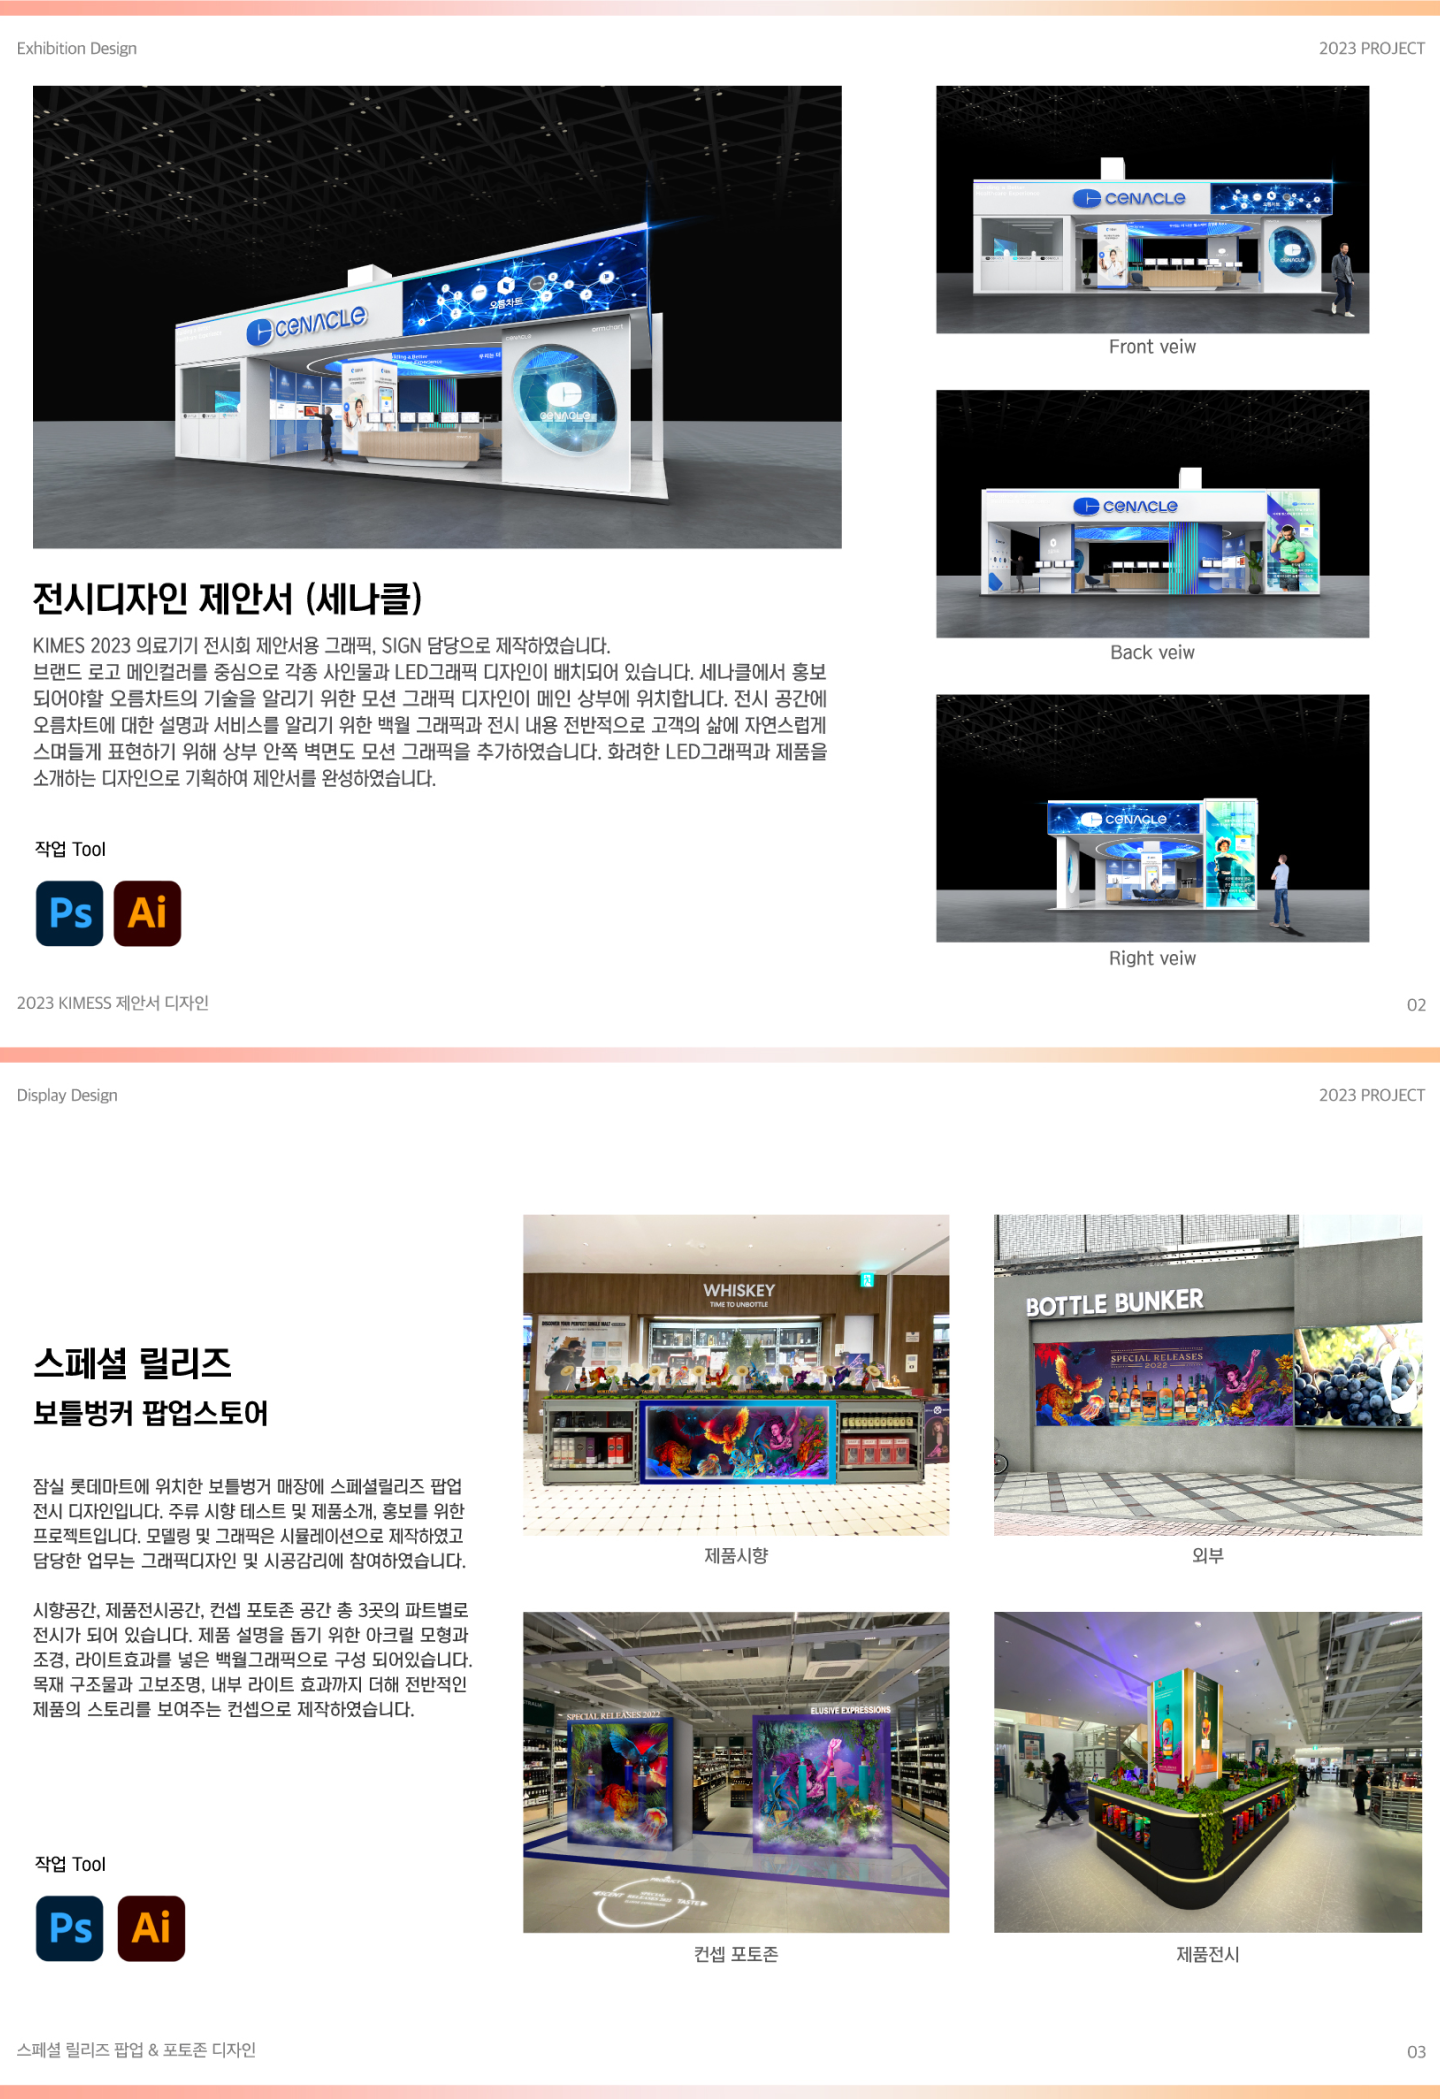 Exhibition Design
2023 PROJECT
CENACLE
오름차트
CENACLE
CENACLE
CENACLE
Front veiw
CENACLE
Back veiw
CENACLE
Right veiw
전시디자인 제안서 (세나클)
KIMES 2023 의료기기 전시회 제안서용 그래픽, SIGN 담당으로 제작하였습니다.
브랜드 로고 메인컬러를 중심으로 각종 사인물과 LED그래픽 디자인이 배치되어 있습니다. 세나클에서 홍보
되어야할 오름차트의 기술을 알리기 위한 모션 그래픽 디자인이 메인 상부에 위치합니다. 전시 공간에
오름차트에 대한 설명과 서비스를 알리기 위한 백월 그래픽과 전시 내용 전반적으로 고객의 삶에 자연스럽게
스며들게 표현하기 위해 상부 안쪽 벽면도 모션 그래픽을 추가하였습니다. 화려한 LED그래픽과 제품을
소개하는 디자인으로 기획하여 제안서를 완성하였습니다.
작업 Tool
Ps Ai
2023 KIMESS 제안서 디자인
02
Display Design
2023 PROJECT
스페셜 릴리즈
보틀벙커 팝업스토어
잠실 롯데마트에 위치한 보틀벙거 매장에 스페셜릴리즈 팝업
전시 디자인입니다. 주류 시향 테스트 및 제품소개, 홍보를 위한
프로젝트입니다. 모델링 및 그래픽은 시뮬레이션으로 제작하였고
담당한 업무는 그래픽디자인 및 시공감리에 참여하였습니다.
시향공간, 제품전시공간, 컨셉 포토존 공간 총 3곳의 파트별로
전시가 되어 있습니다. 제품 설명을 돕기 위한 아크릴 모형과
조경, 라이트효과를 넣은 백월그래픽으로 구성 되어있습니다.
목재 구조물과 고보조명, 내부 라이트 효과까지 더해 전반적인
제품의 스토리를 보여주는 컨셉으로 제작하였습니다.
작업 Tool
Ps Ai
WHISKEY
TIME TO UNBOTTLE
DISCOVER YOUR PERFECT SINGLE MALT
제품시향
BOTTLE BUNKER
SPECIAL RELEASES
2022
외부
SPECIAL RELEASES 2022
ELUSIVE EXPRESSIONS
컨셉 포토존
제품전시
스페셜 릴리즈 팝업 & 포토존 디자인
03